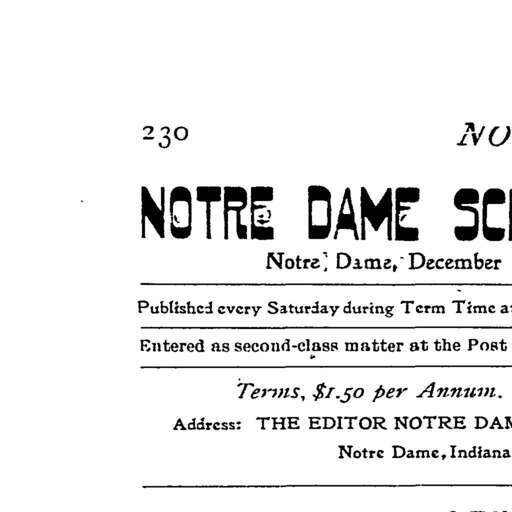 230 NO
NOTRE DAME SC
Notre, Dame, December
Published every Saturday during Term Time a
Entered as second-class matter at the Post
Terms, $1.50 per Annum.
Address: THE EDITOR NOTRE DAM
Notre Dame, Indiana